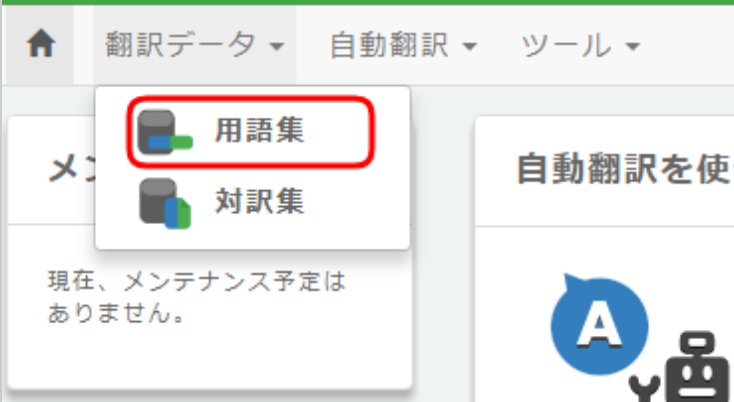 翻訳データ
自動翻訳
ツール
用語集
対訳集
メン
自動翻訳を使
現在、メンテナンス予定は
ありません。
A